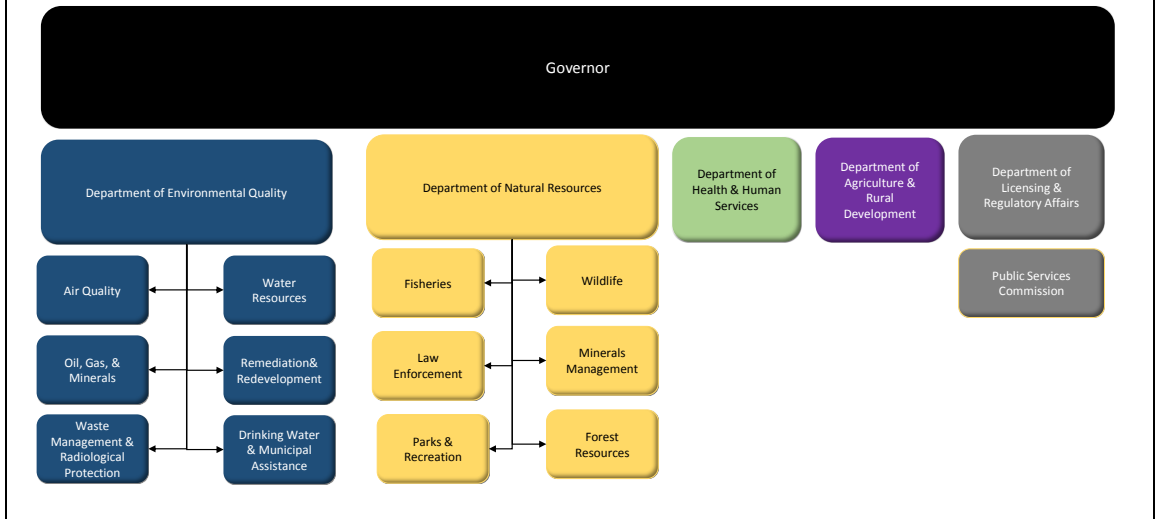 Governor
Department of Environmental Quality
Department of Natural Resources
Department of
Health & Human
Services
Department of
Agriculture &
Rural
Development
Department of
Licensing &
Regulatory Affairs
Air Quality
Water
Resources
Fisheries
Wildlife
Public Services
Commission
Oil, Gas, &
Minerals
Remediation&
Redevelopment
Law
Enforcement
Minerals
Management
Waste
Management &
Radiological
Protection
Drinking Water
& Municipal
Assistance
Parks &
Recreation
Forest
Resources